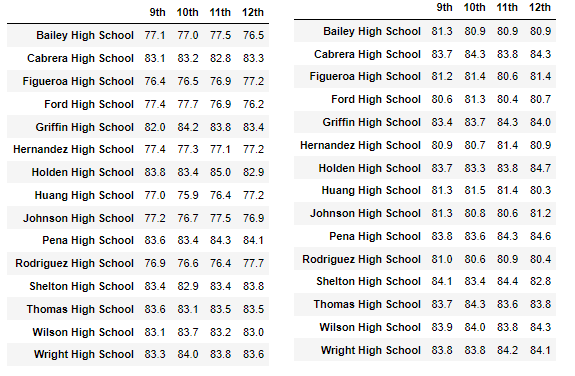 9th 10th 11th 12th
Bailey High School 77.1 77.0 77.5 76.5
Cabrera High School 83.1 83.2 82.8 83.3
Figueroa High School 76.4 76.5 76.9 77.2
Ford High School 77.4 77.7 76.9 76.2
Griffin High School 82.0 84.2 83.8 83.4
Hernandez High School 77.4 77.3 77.1 77.2
Holden High School 83.8 83.4 85.0 82.9
Huang High School 77.0 75.9 76.4 77.2
Johnson High School 77.2 76.7 77.5 76.9
Pena High School 83.6 83.4 84.3 84.1
Rodriguez High School 76.9 76.6 76.4 77.7
Shelton High School 83.4 82.9 83.4 83.8
Thomas High School 83.6 83.1 83.5 83.5
Wilson High School 83.1 83.7 83.2 83.0
Wright High School 83.3 84.0 83.8 83.6
9th 10th 11th 12th
Bailey High School 81.3 80.9 80.9 80.9
Cabrera High School 83.7 84.3 83.8 84.3
Figueroa High School 81.2 81.4 80.6 81.4
Ford High School 80.6 81.3 80.4 80.7
Griffin High School 83.4 83.7 84.3 84.0
Hernandez High School 80.9 80.7 81.4 80.9
Holden High School 83.7 83.3 83.8 84.7
Huang High School 81.3 81.5 81.4 80.3
Johnson High School 81.3 80.8 80.6 81.2
Pena High School 83.8 83.6 84.3 84.6
Rodriguez High School 81.0 80.6 80.9 80.4
Shelton High School 84.1 83.4 84.4 82.8
Thomas High School 83.7 84.3 83.6 83.8
Wilson High School 83.9 84.0 83.8 84.3
Wright High School 83.8 83.8 84.2 84.1